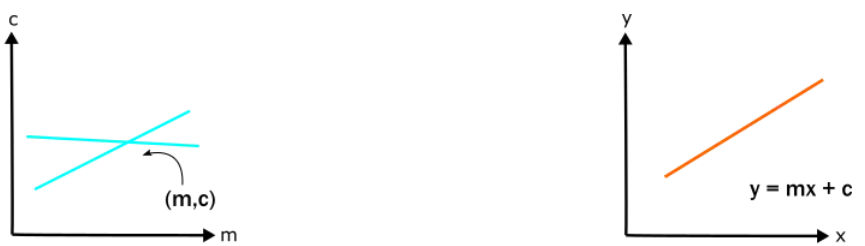 c
m
(m,c)
y
x
y = mx + c